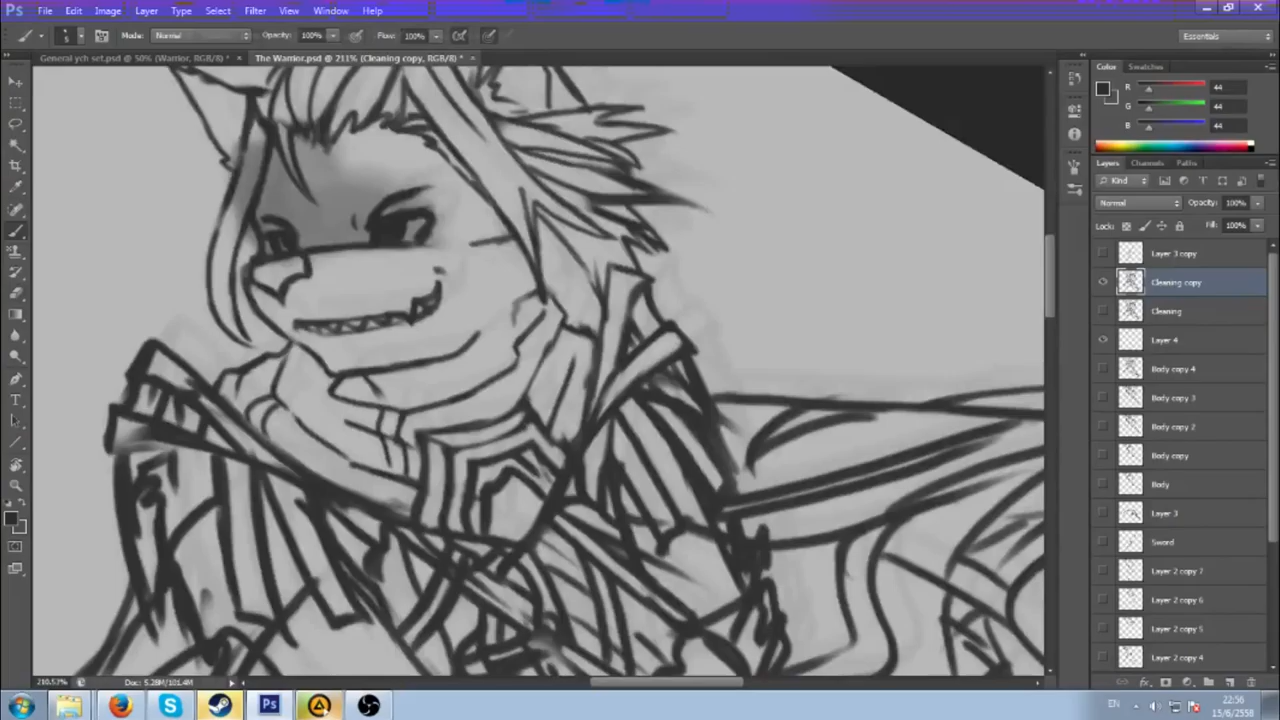 Ps File Edit Image Layer Type Select Filter View Window Help
5 Mode: Normal Opacity: 100% Flow: 100% Essentials
General ych set.psd @ 50% (Warrior, RGB/8) * × The Warrior.psd @ 211% (Cleaning copy, RGB/8) * ×
Color Swatches
R 44
G 44
B 44
Layers Channels Paths
Kind
Normal Opacity: 100%
Lock: Fill: 100%
Layer 3 copy
Cleaning copy
Cleaning
Layer 4
Body copy 4
Body copy 3
Body copy 2
Body copy
Body
Layer 3
Sword
Layer 2 copy 7
Layer 2 copy 6
Layer 2 copy 5
Layer 2 copy 4
210.53% Doc: 5.28M/101.4M
Ps EN 22:56
15/6/2558